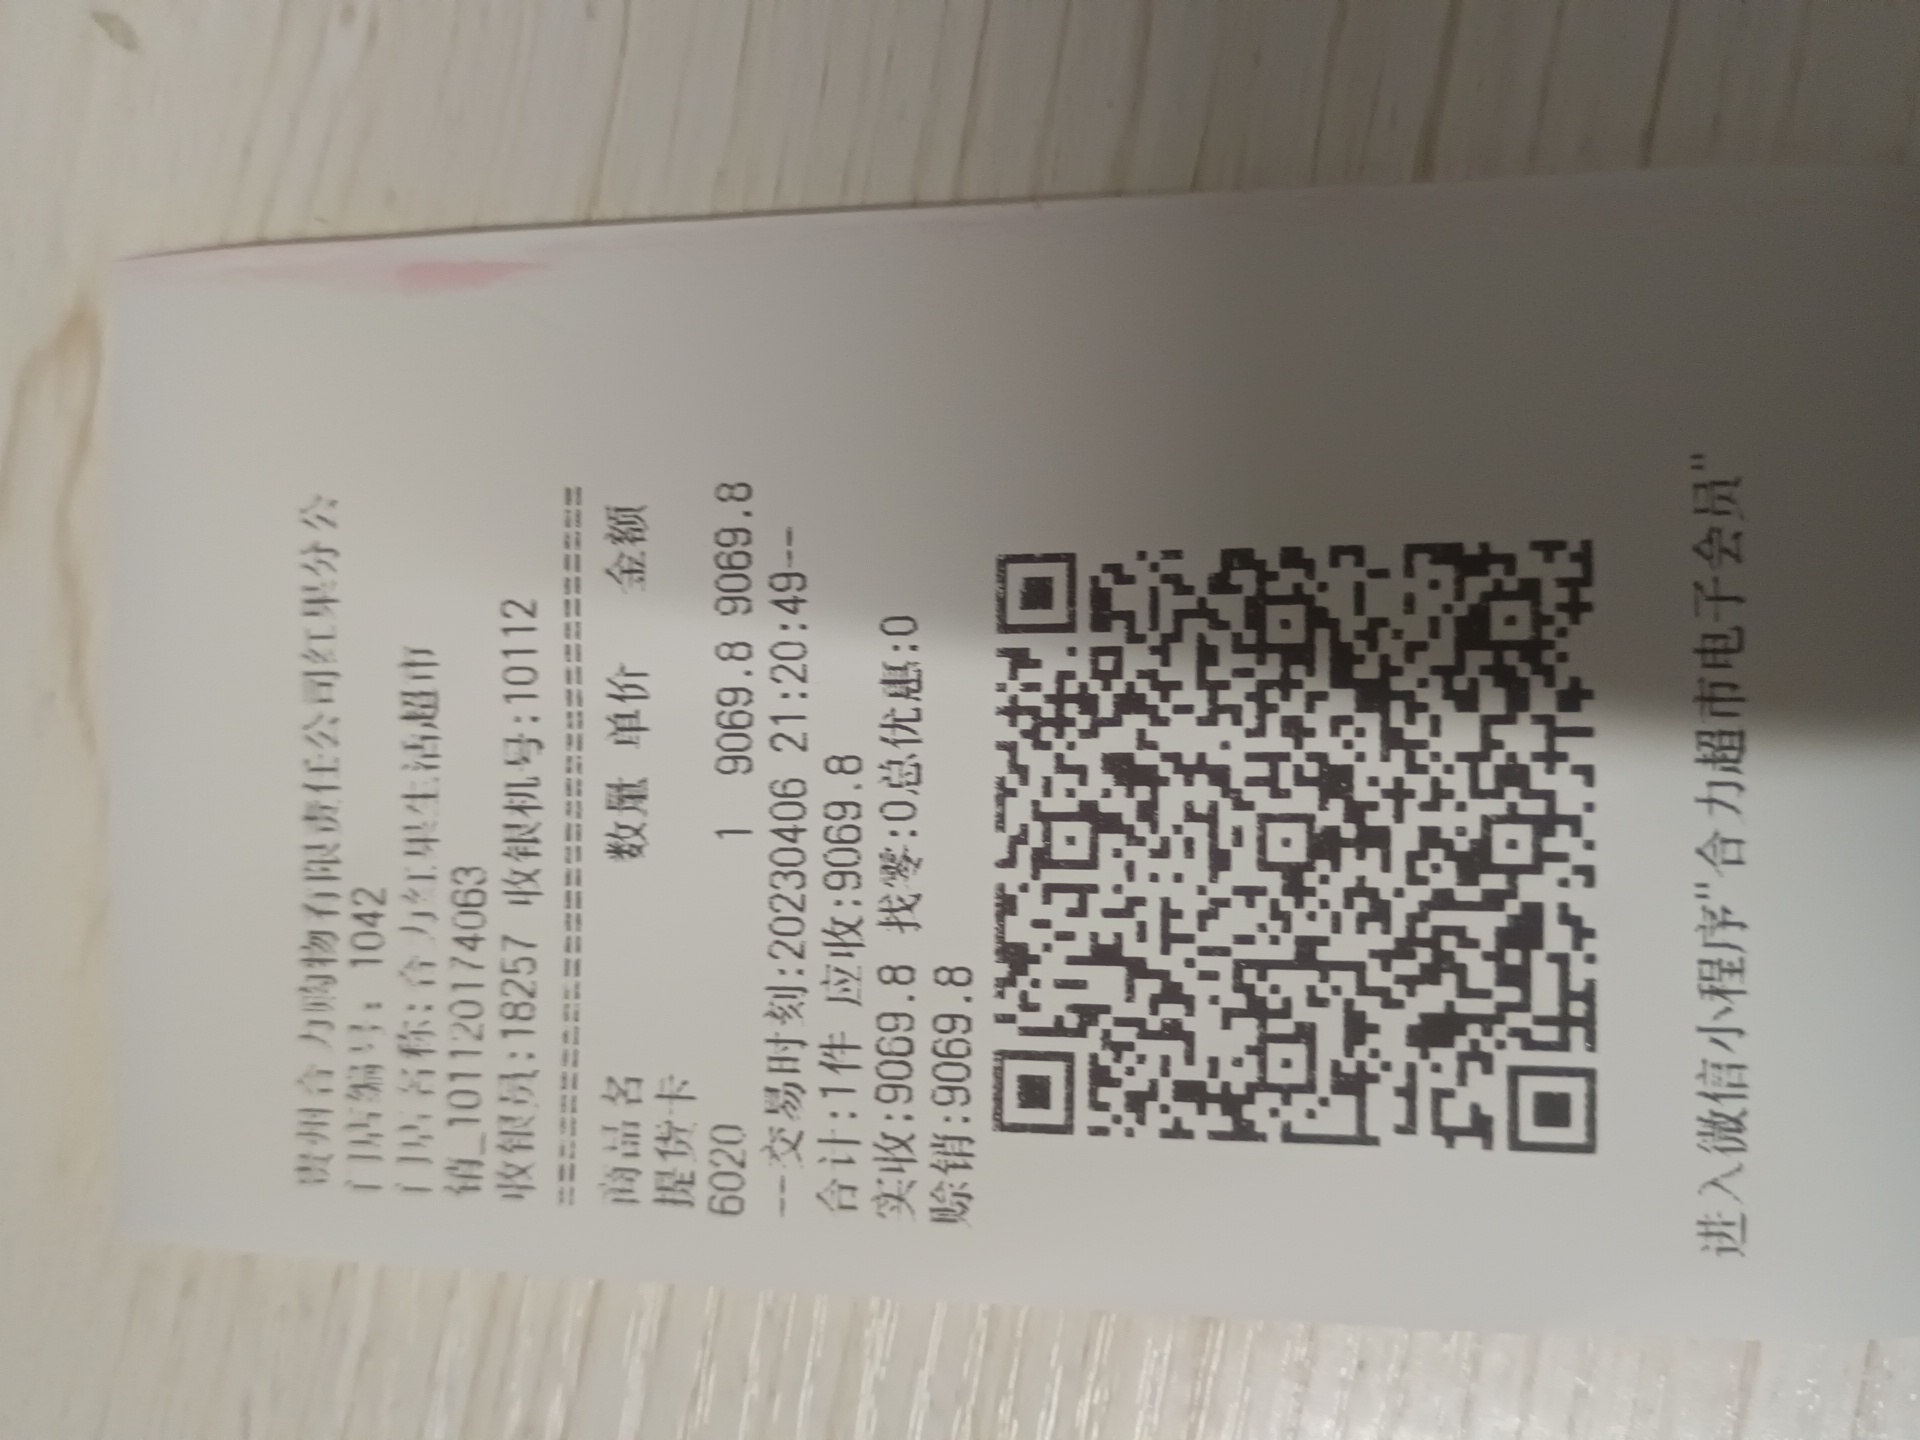 贵州合力购物有限责任公司红果分公
门店编号: 1042
门店名称:合力红果生活超市
销_101120174063
收银员:18257 收银机号:10112
========================================
商品名 数量 单价 金额
提货卡
6020 1 9069.8 9069.8
--交易时刻:20230406 21:20:49--
合计:1件 应收:9069.8
实收:9069.8 找零:0总优惠:0
赊销:9069.8
进入微信小程序"合力超市电子会员"